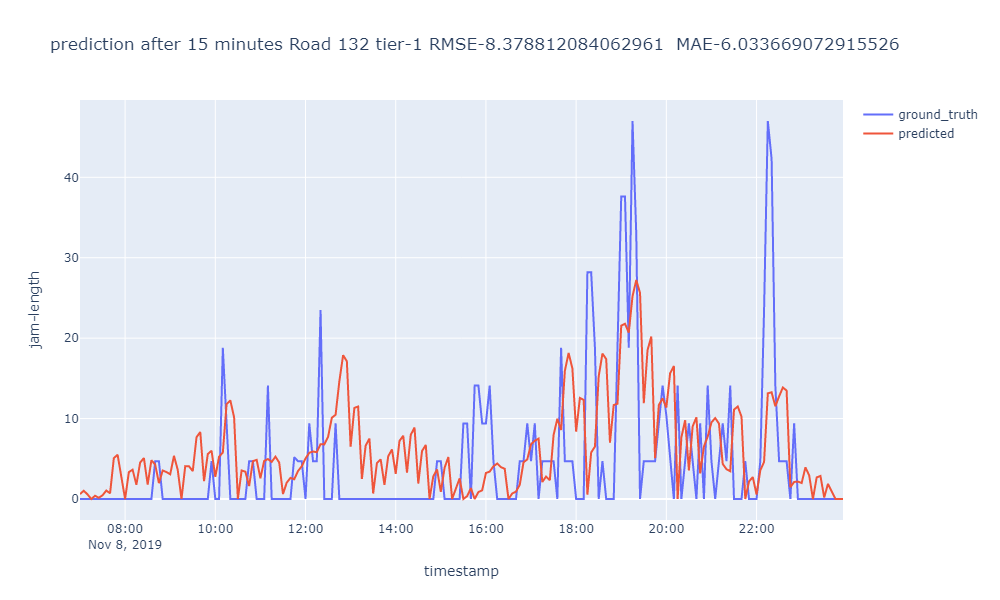 prediction after 15 minutes Road 132 tier-1 RMSE-8.378812084062961  MAE-6.033669072915526
ground_truth
predicted
40
30
20
10
0
jam-length
08:00 10:00 12:00 14:00 16:00 18:00 20:00 22:00
Nov 8, 2019
timestamp